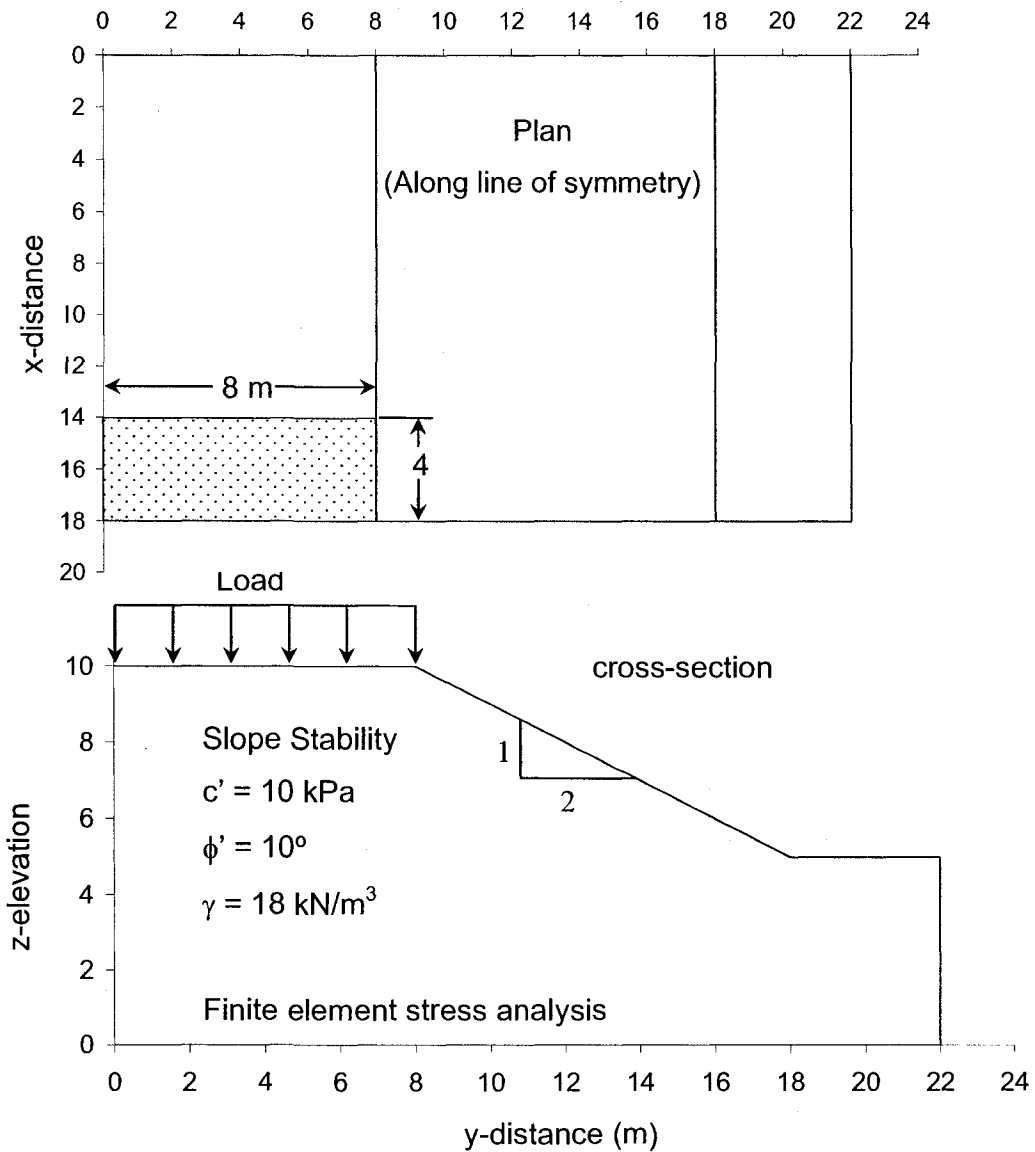 0 2 4 6 8 10 12 14 16 18 20 22 24
0
2
4
6
8
10
12
14
16
18
20
x-distance
Plan
(Along line of symmetry)
8 m
4
Load
10
8
6
4
2
0
z-elevation
cross-section
Slope Stability
c' = 10 kPa
ϕ' = 10º
γ = 18 kN/m³
1
2
Finite element stress analysis
0 2 4 6 8 10 12 14 16 18 20 22 24
y-distance (m)